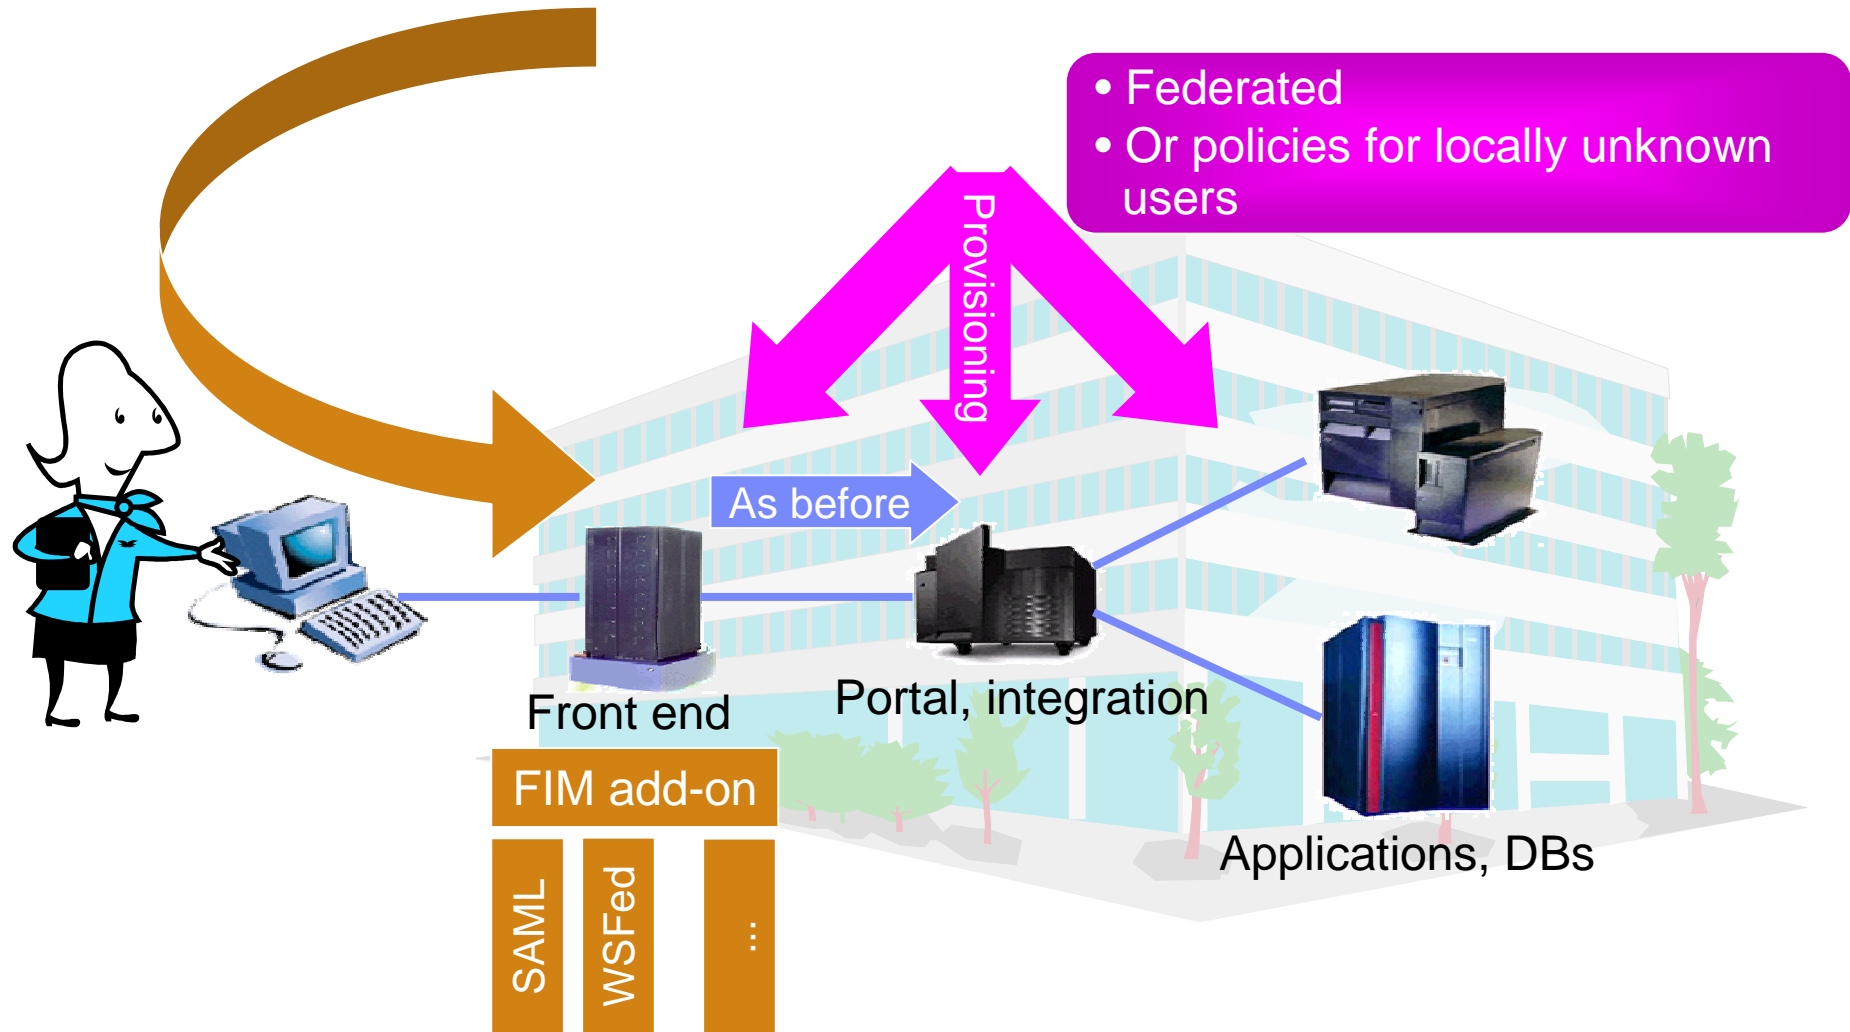 • Federated
• Or policies for locally unknown
users
Provisioning
As before
Front end
Portal, integration
FIM add-on
SAML
WSFed
...
Applications, DBs